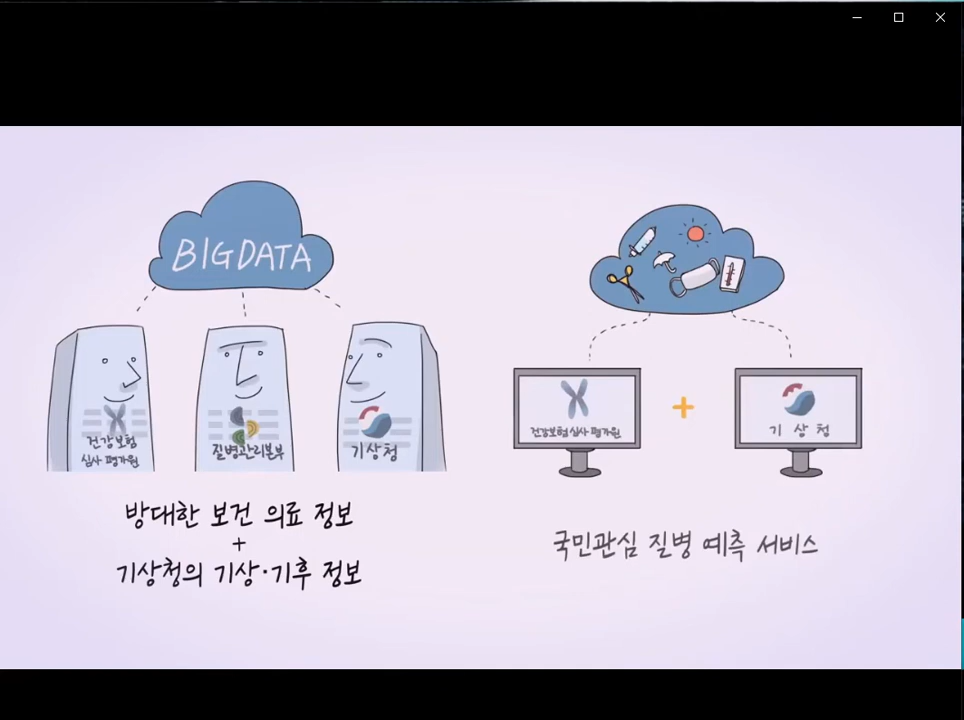 BIGDATA
건강보험
심사평가원
질병관리본부
기상청
방대한 보건 의료 정보
+
기상청의 기상·기후 정보
건강보험심사평가원
+
기 상 청
국민관심 질병 예측 서비스